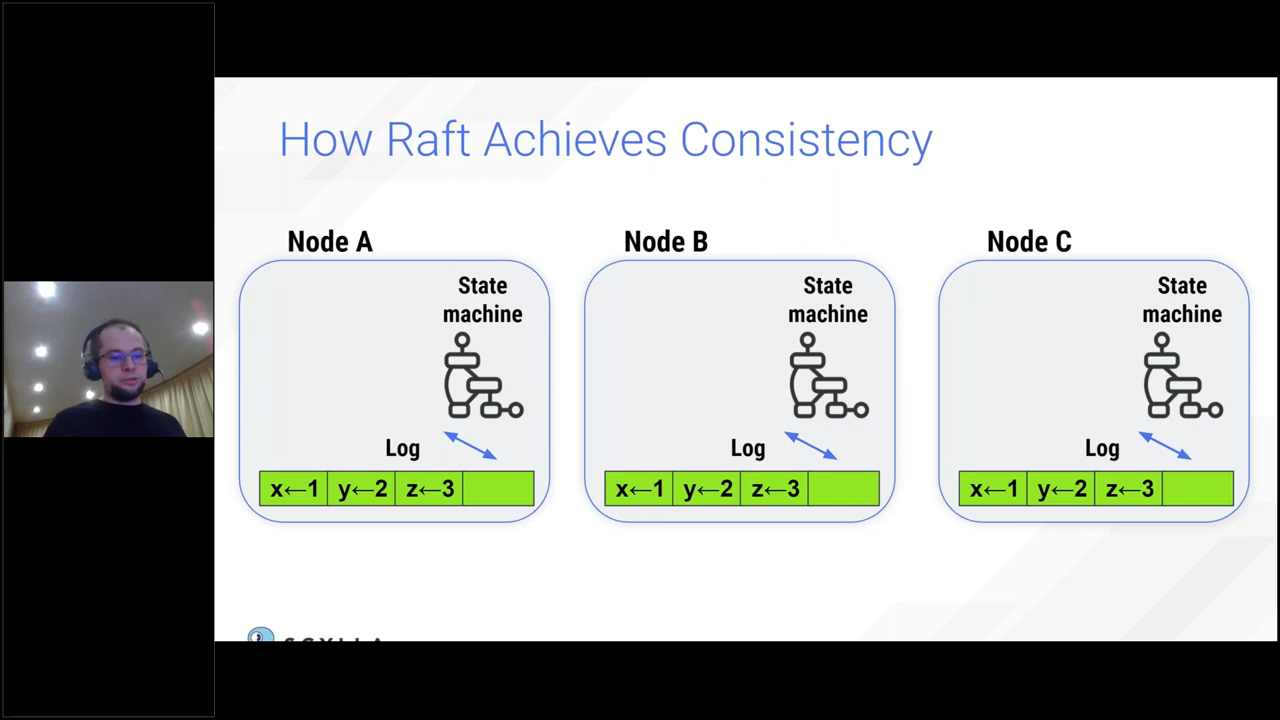 How Raft Achieves Consistency
Node A
State
machine
Log
x←1 y←2 z←3
Node B
State
machine
Log
x←1 y←2 z←3
Node C
State
machine
Log
x←1 y←2 z←3